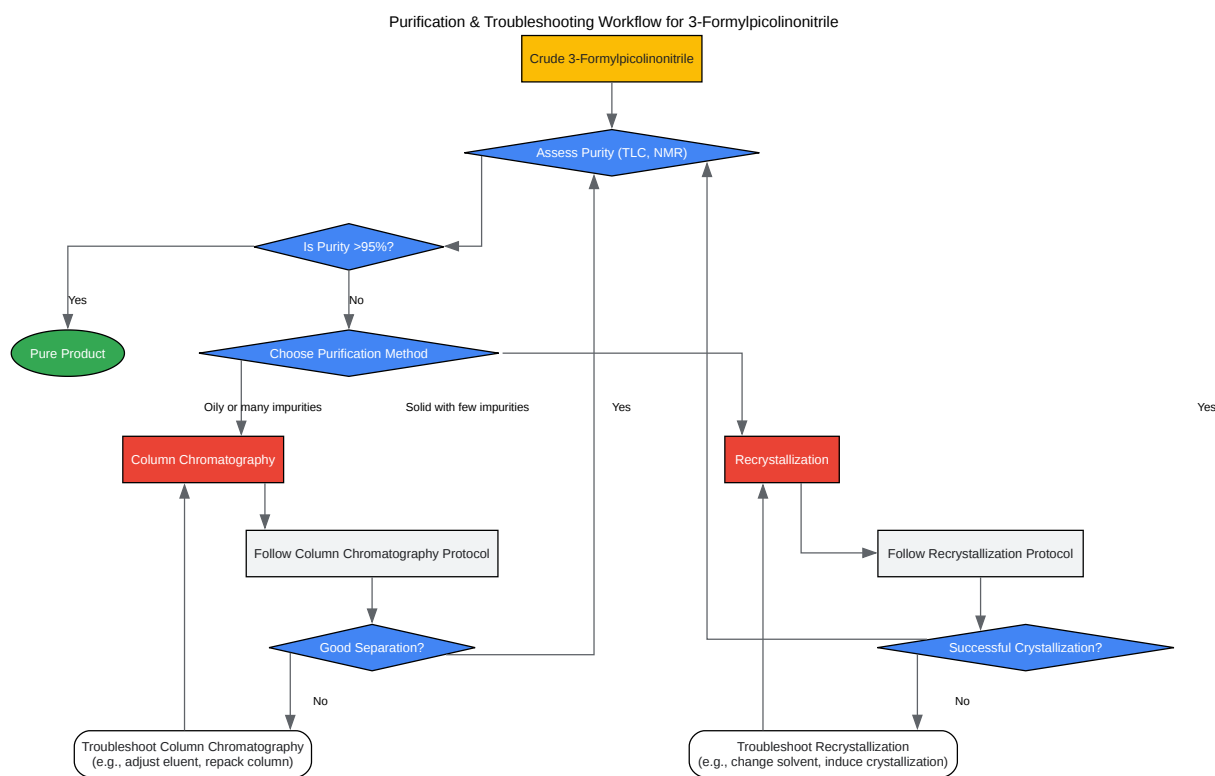 Purification & Troubleshooting Workflow for 3-Formylpicolinonitrile
Crude 3-Formylpicolinonitrile
Assess Purity (TLC, NMR)
Is Purity >95%?
Yes
No
Pure Product
Choose Purification Method
Oily or many impurities
Solid with few impurities
Yes
Yes
Column Chromatography
Recrystallization
Follow Column Chromatography Protocol
Follow Recrystallization Protocol
Good Separation?
Successful Crystallization?
No
No
Troubleshoot Column Chromatography
(e.g., adjust eluent, repack column)
Troubleshoot Recrystallization
(e.g., change solvent, induce crystallization)